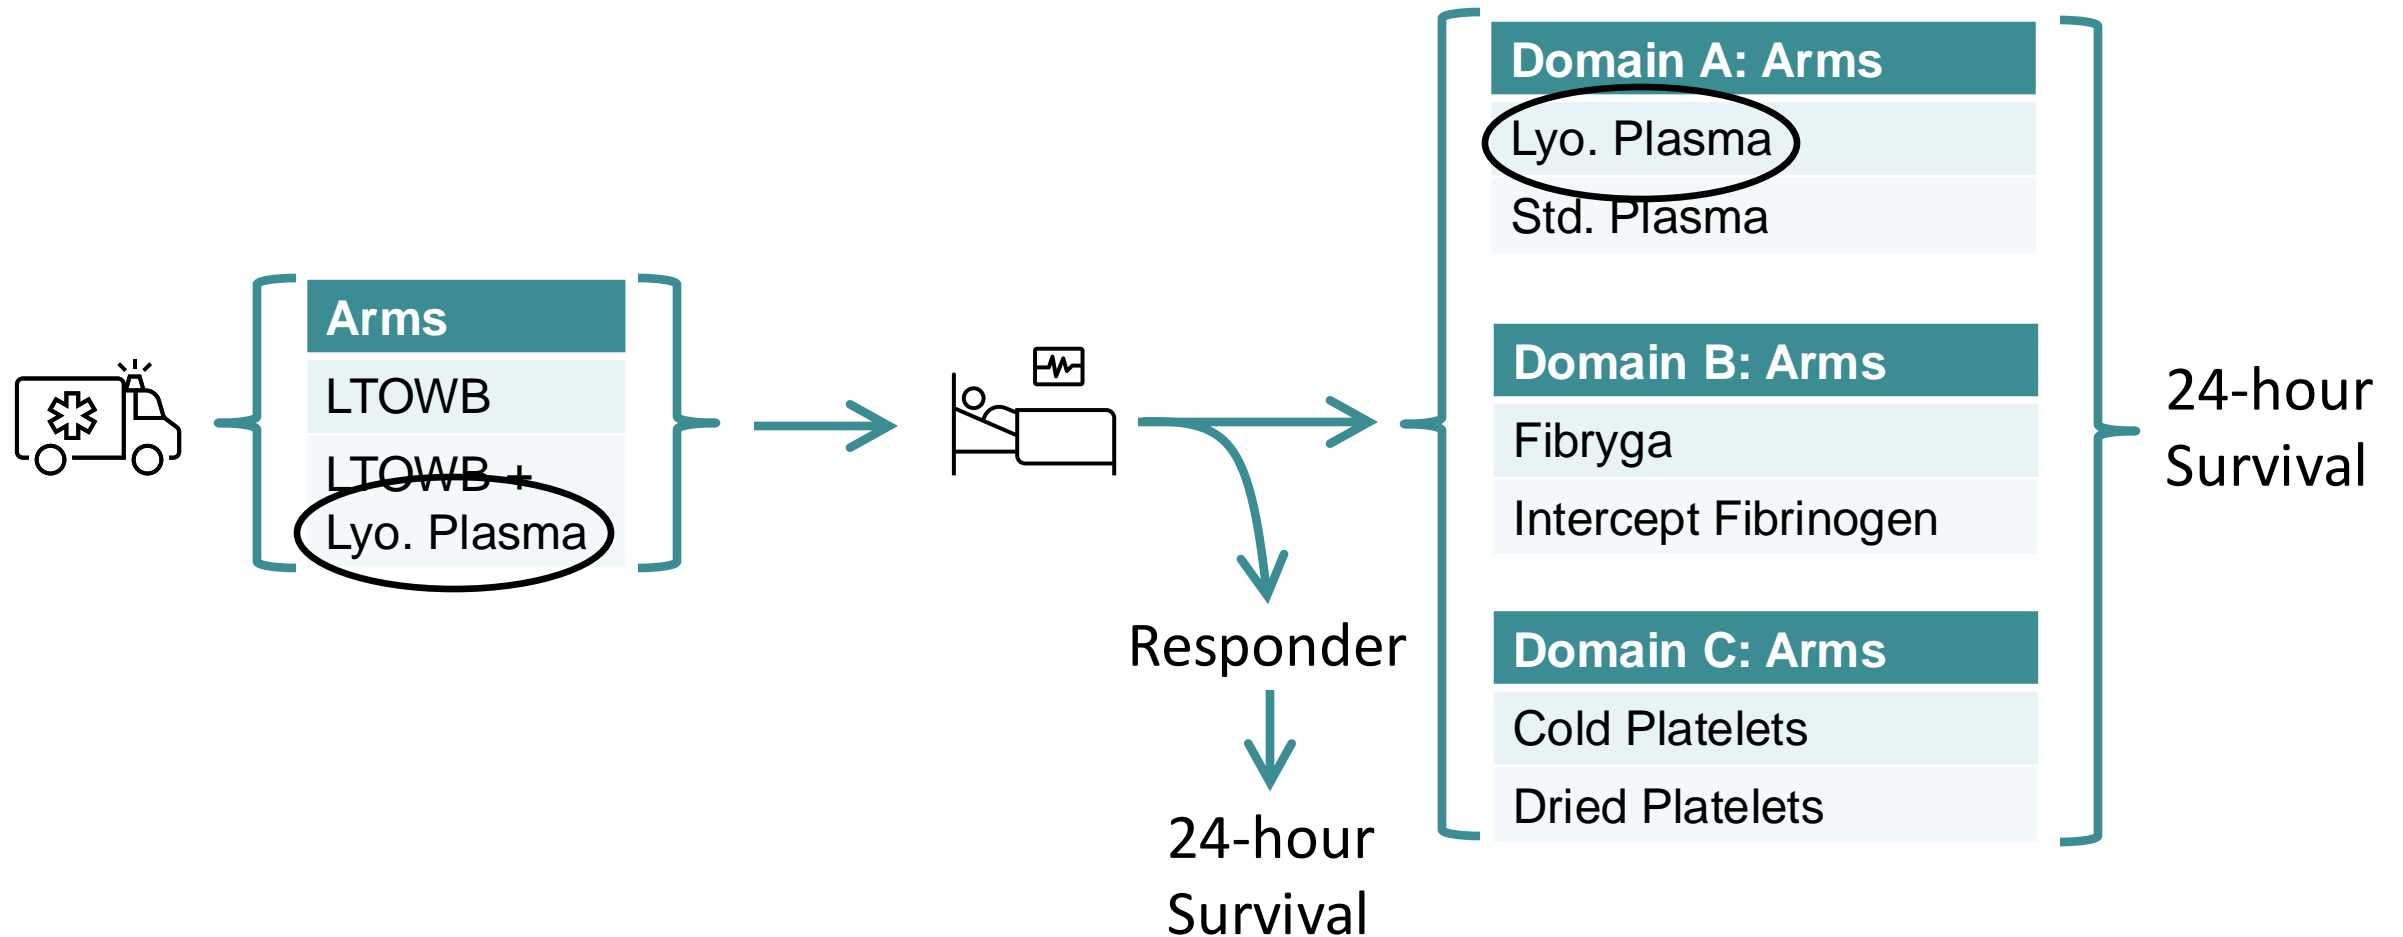 Arms
LTOWB
LTOWB +
Lyo. Plasma
Responder
24-hour
Survival
Domain A: Arms
Lyo. Plasma
Std. Plasma
Domain B: Arms
Fibryga
Intercept Fibrinogen
Domain C: Arms
Cold Platelets
Dried Platelets
24-hour
Survival